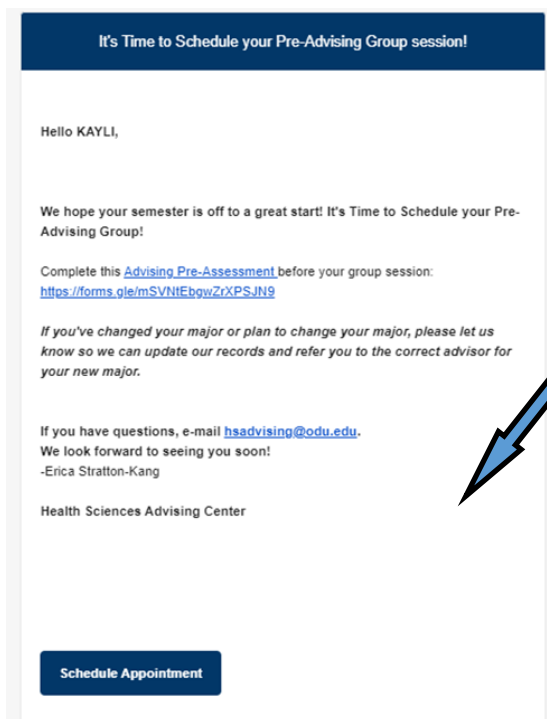 It's Time to Schedule your Pre-Advising Group session!
Hello KAYLI,
We hope your semester is off to a great start! It's Time to Schedule your Pre-
Advising Group!
Complete this Advising Pre-Assessment before your group session:
https://forms.gle/mSVNtEbgwZrXPSJN9
If you've changed your major or plan to change your major, please let us
know so we can update our records and refer you to the correct advisor for
your new major.
If you have questions, e-mail hsadvising@odu.edu.
We look forward to seeing you soon!
-Erica Stratton-Kang
Health Sciences Advising Center
Schedule Appointment